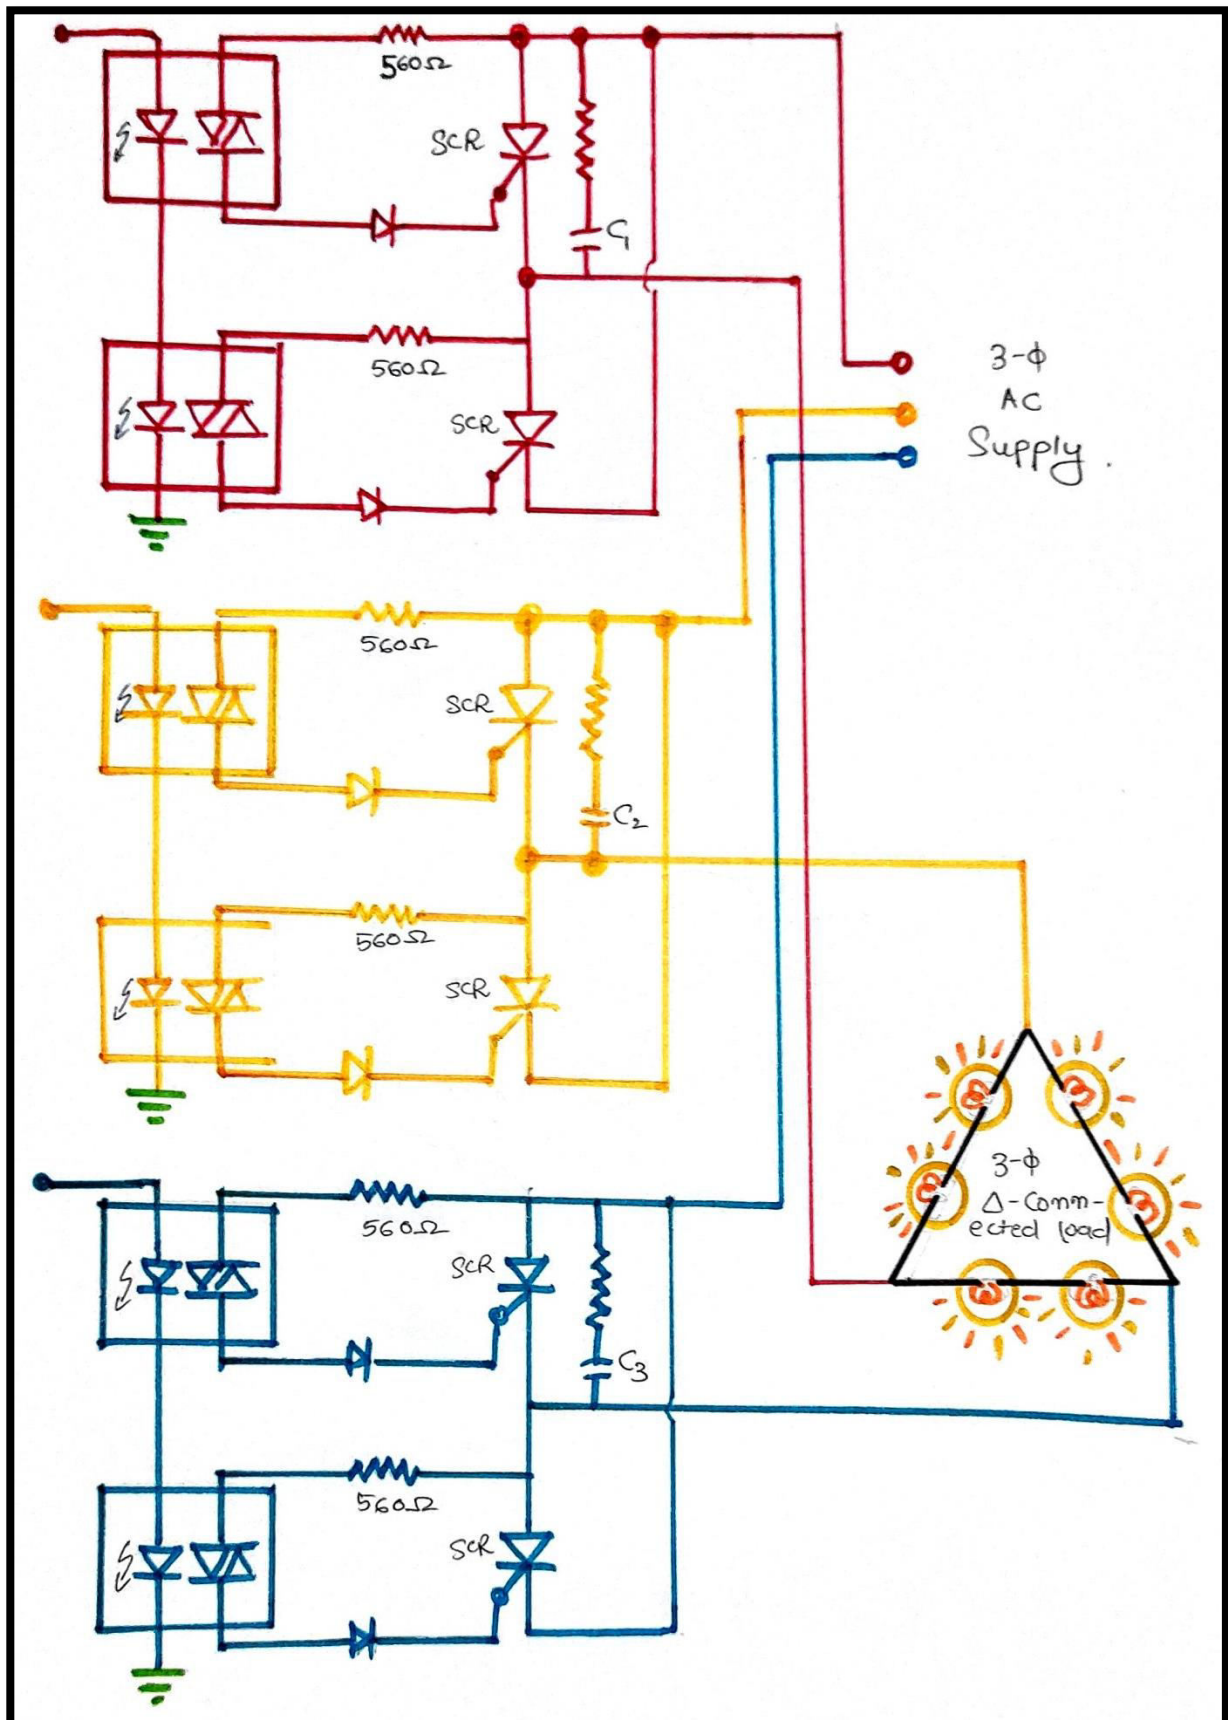 560Ω
SCR
C1
560Ω
SCR
3-ϕ
AC
Supply.
560Ω
SCR
C2
560Ω
SCR
3-ϕ
Δ-Conn-
ected load
560Ω
SCR
C3
560Ω
SCR